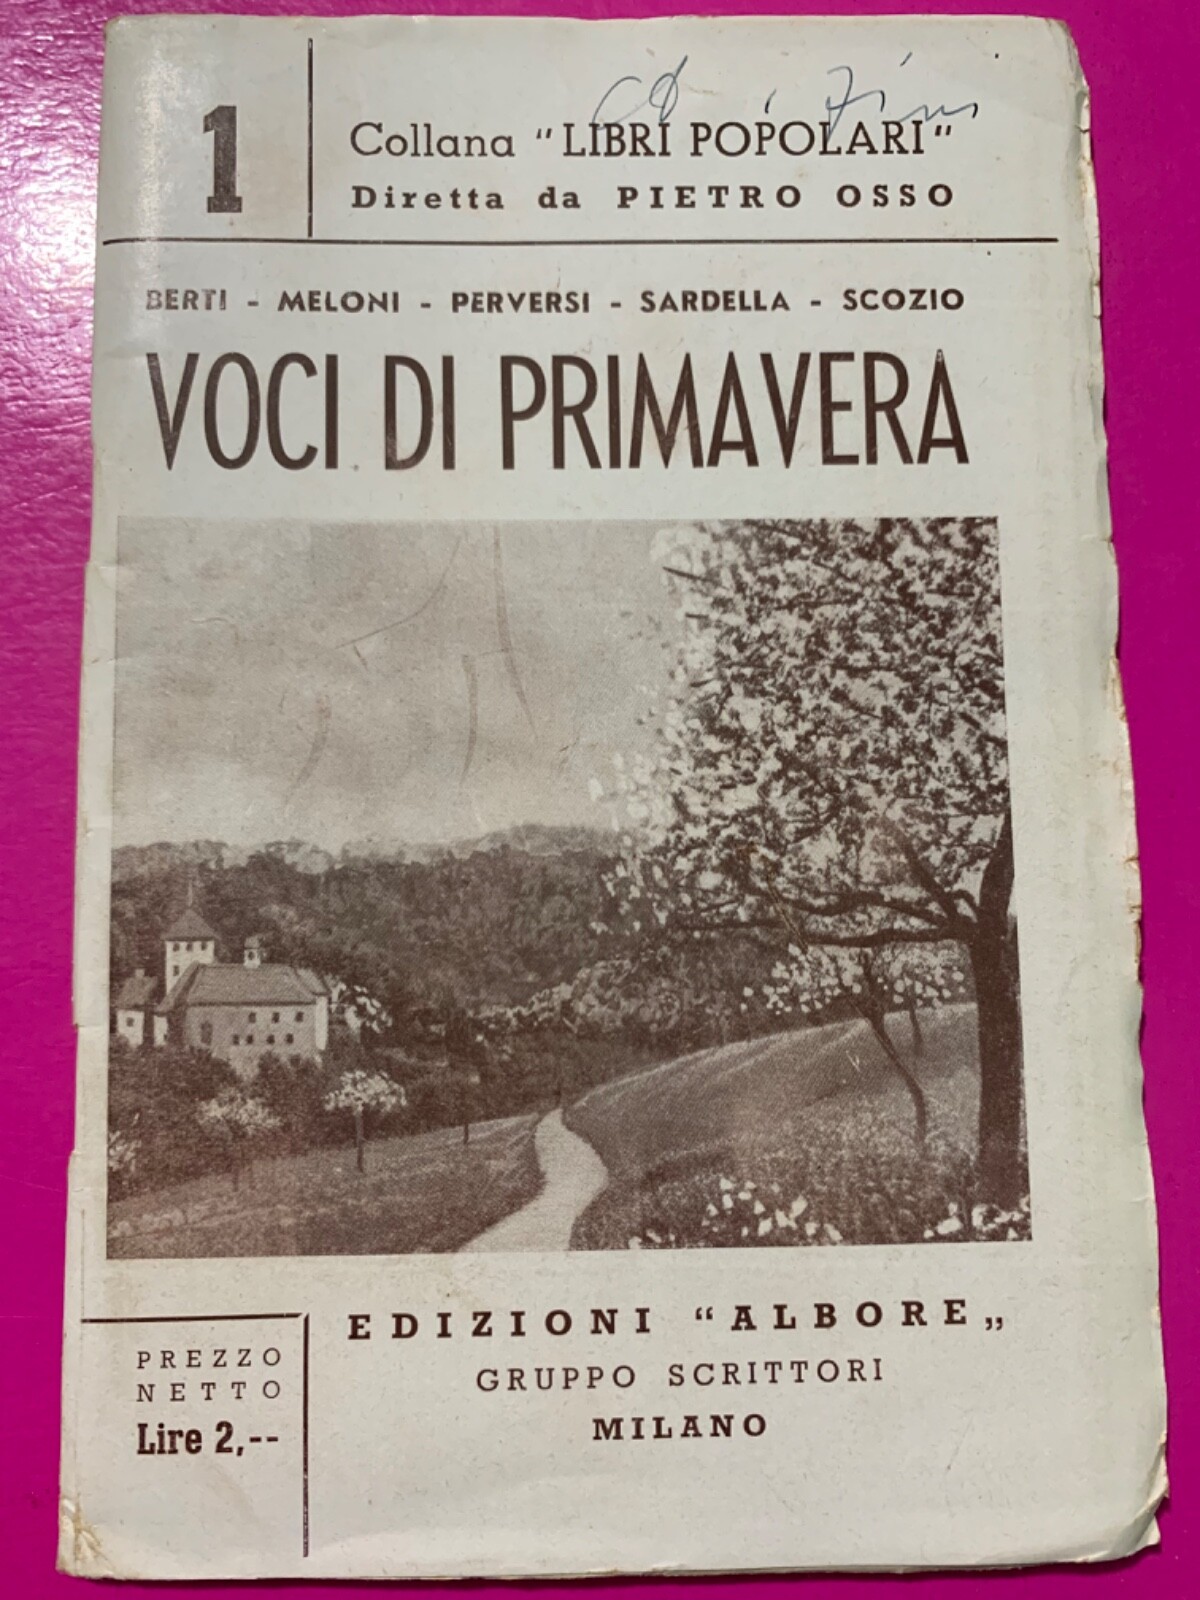 1
Collana "LIBRI POPOLARI"
Diretta da PIETRO OSSO
BERTI - MELONI - PERVERSI - SARDELLA - SCOZIO
VOCI DI PRIMAVERA
EDIZIONI “ALBORE„
GRUPPO SCRITTORI
MILANO
PREZZO
NETTO
Lire 2,--